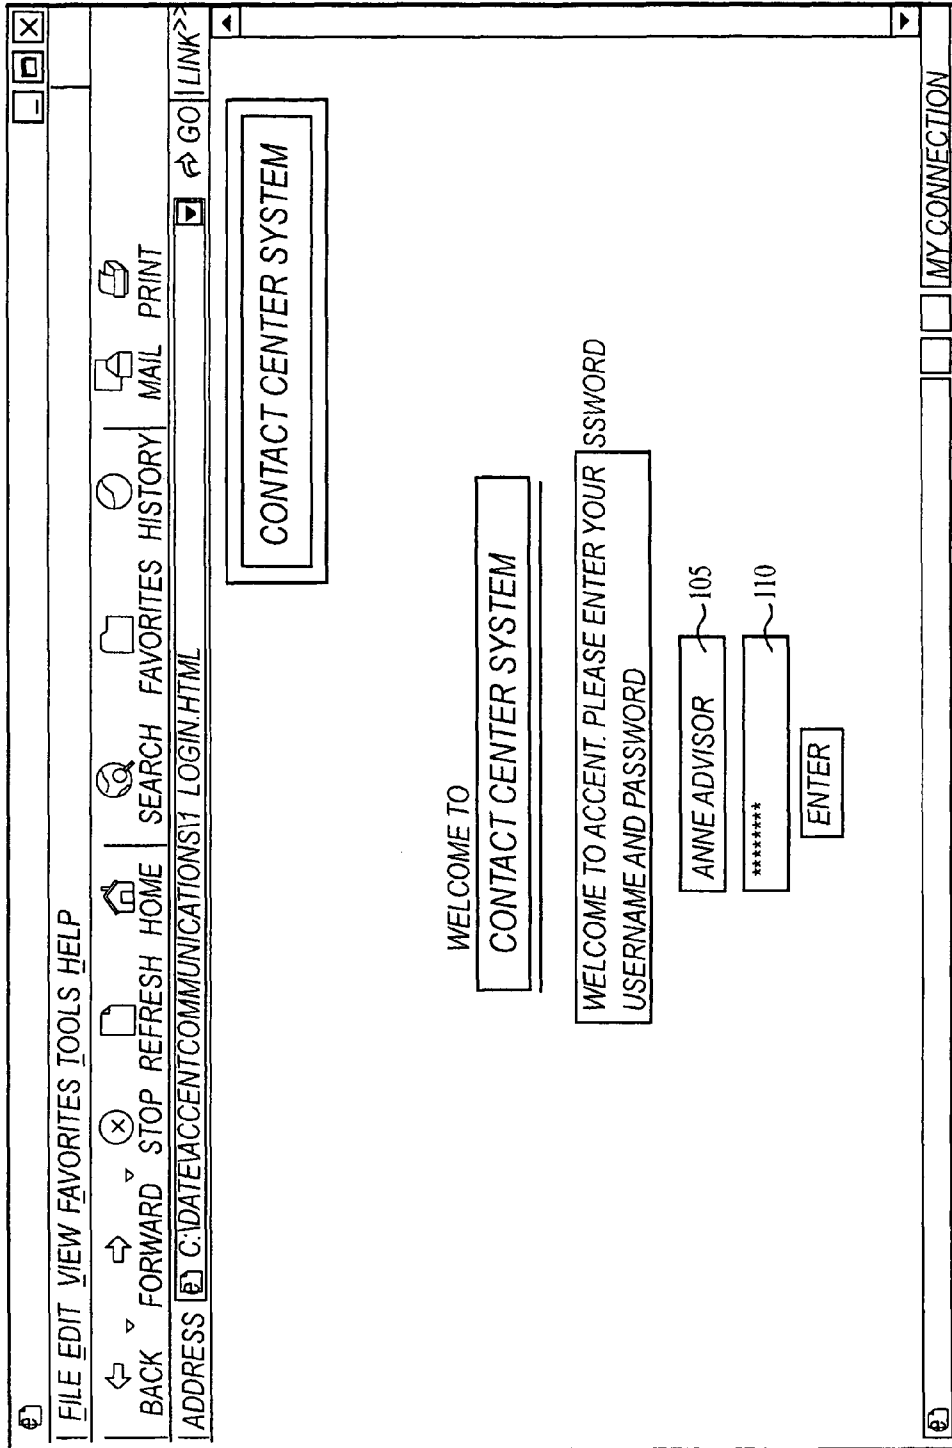 FILE EDIT VIEW FAVORITES TOOLS HELP
BACK FORWARD STOP REFRESH HOME SEARCH FAVORITES HISTORY MAIL PRINT
ADDRESS C:\DATE\ACCENTCOMMUNICATIONS\1 LOGIN.HTML GO LINK>>
CONTACT CENTER SYSTEM
WELCOME TO
CONTACT CENTER SYSTEM
WELCOME TO ACCENT. PLEASE ENTER YOUR SSWORD
USERNAME AND PASSWORD
ANNE ADVISOR 105
******** 110
ENTER
MY CONNECTION